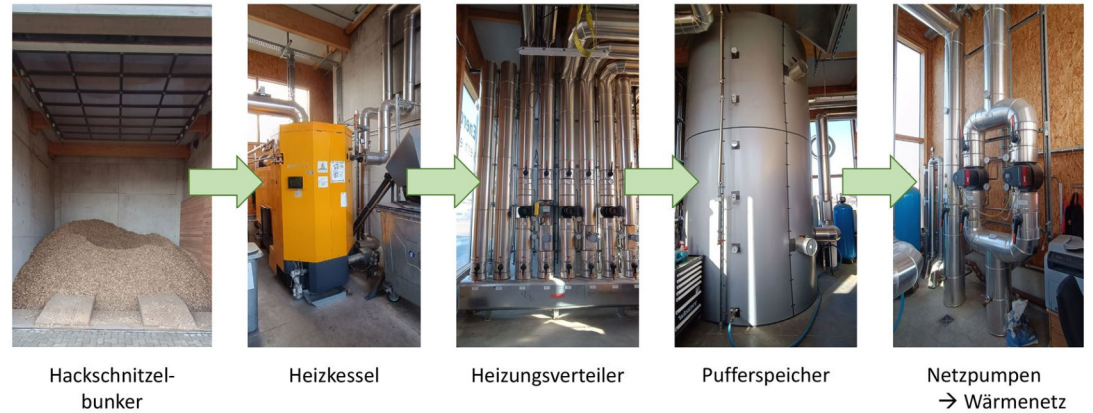 Hackschnitzel-
bunker
Heizkessel
Heizungsverteiler
Pufferspeicher
Netzpumpen
→ Wärmenetz